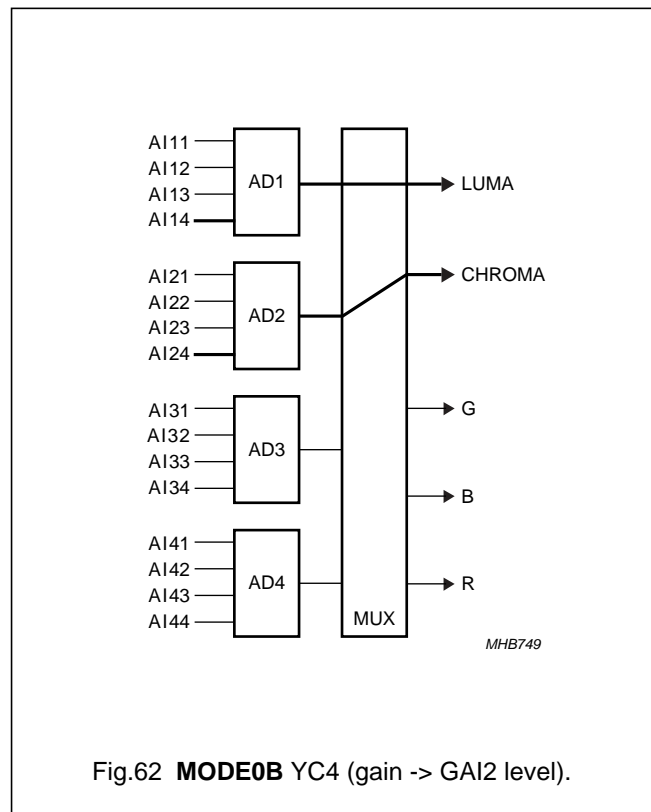 AI11
AI12
AI13
AI14
AD1
LUMA
AI21
AI22
AI23
AI24
AD2
CHROMA
AI31
AI32
AI33
AI34
AD3
G
B
AI41
AI42
AI43
AI44
AD4
R
MUX
MHB749
Fig.62 MODE0B YC4 (gain -> GAI2 level).